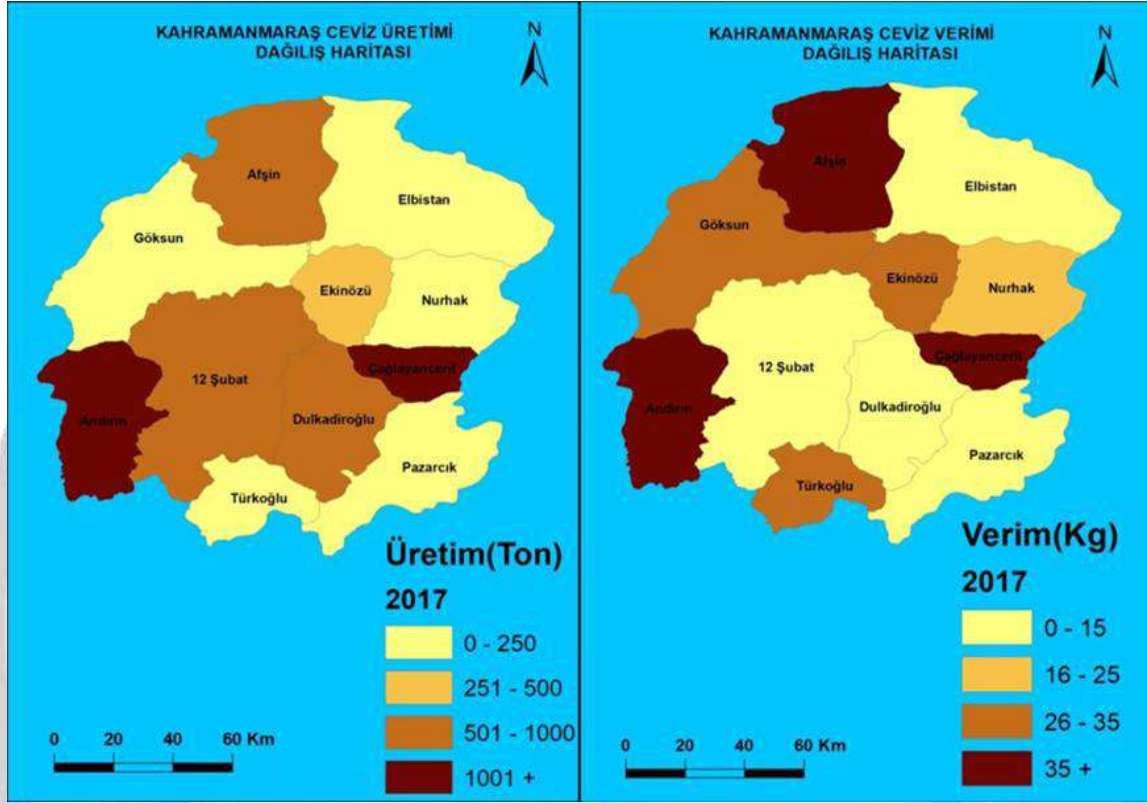 KAHRAMANMARAŞ CEVİZ ÜRETİMİ
DAĞILIŞ HARİTASI
N
Afşin
Elbistan
Göksun
Ekinözü
Nurhak
Çağlayancerit
12 Şubat
Andırın
Dulkadiroğlu
Pazarcık
Türkoğlu
Üretim(Ton)
2017
0 - 250
251 - 500
501 - 1000
1001 +
0 20 40 60 Km
KAHRAMANMARAŞ CEVİZ VERİMİ
DAĞILIŞ HARİTASI
N
Afşin
Elbistan
Göksun
Ekinözü
Nurhak
Çağlayancerit
12 Şubat
Andırın
Dulkadiroğlu
Pazarcık
Türkoğlu
Verim(Kg)
2017
0 - 15
16 - 25
26 - 35
35 +
0 20 40 60 Km